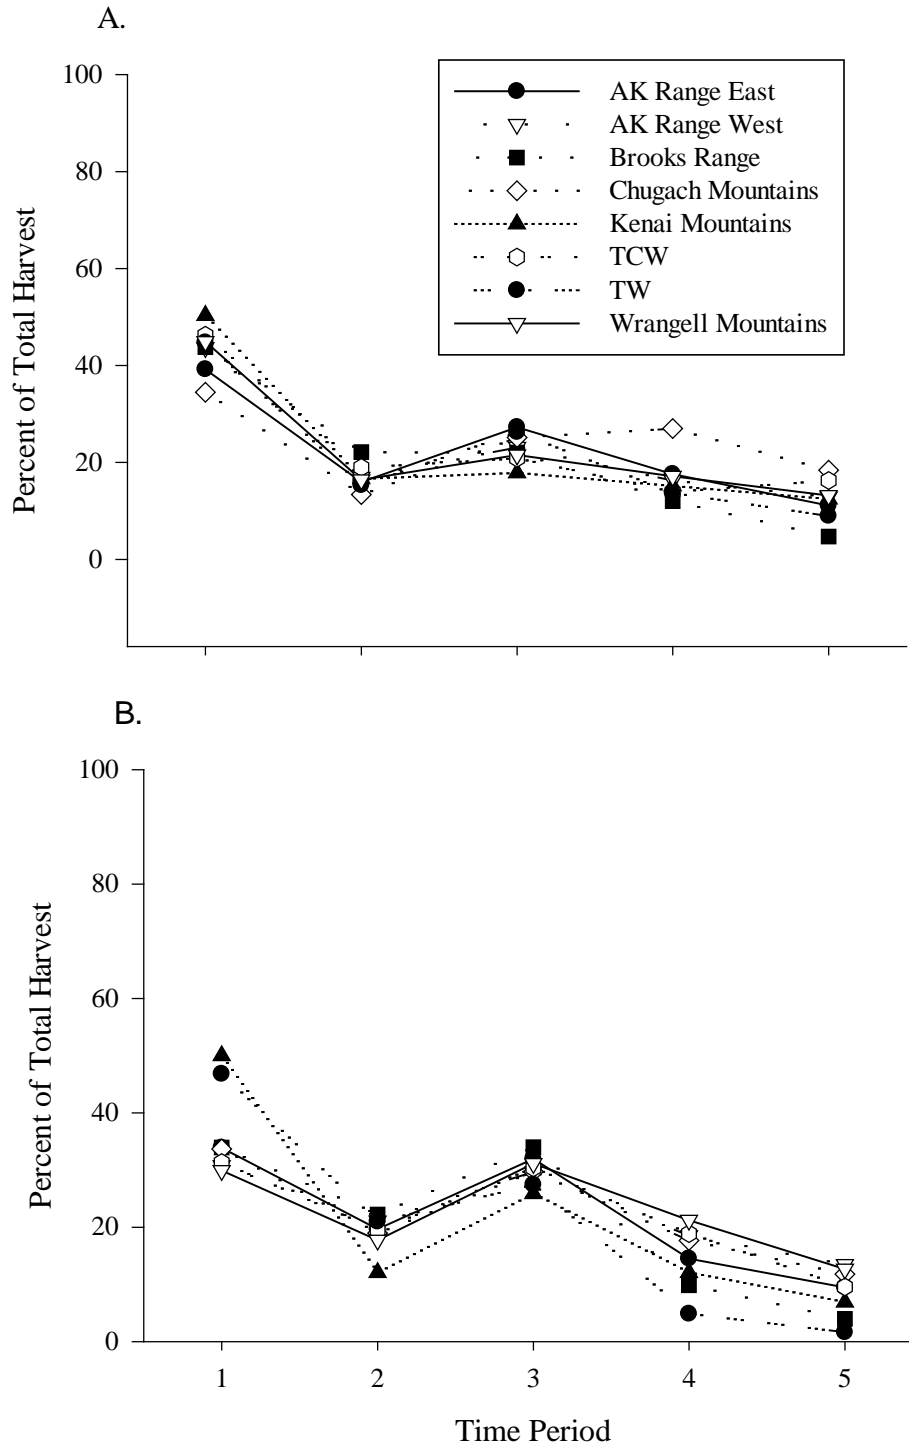 A.
Percent of Total Harvest
100
80
60
40
20
0
AK Range East
AK Range West
Brooks Range
Chugach Mountains
Kenai Mountains
TCW
TW
Wrangell Mountains
B.
Percent of Total Harvest
100
80
60
40
20
0
1 2 3 4 5
Time Period